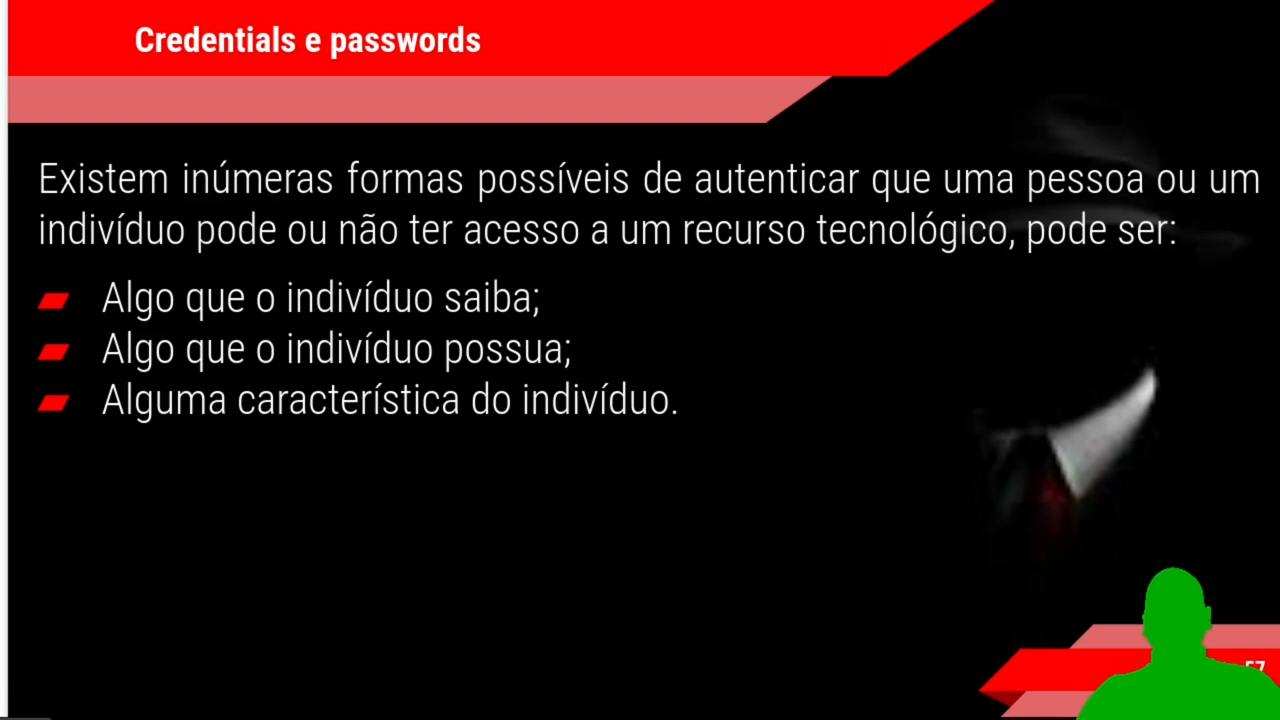 Credentials e passwords
Existem inúmeras formas possíveis de autenticar que uma pessoa ou um
indivíduo pode ou não ter acesso a um recurso tecnológico, pode ser:
Algo que o indivíduo saiba;
Algo que o indivíduo possua;
Alguma característica do indivíduo.
57